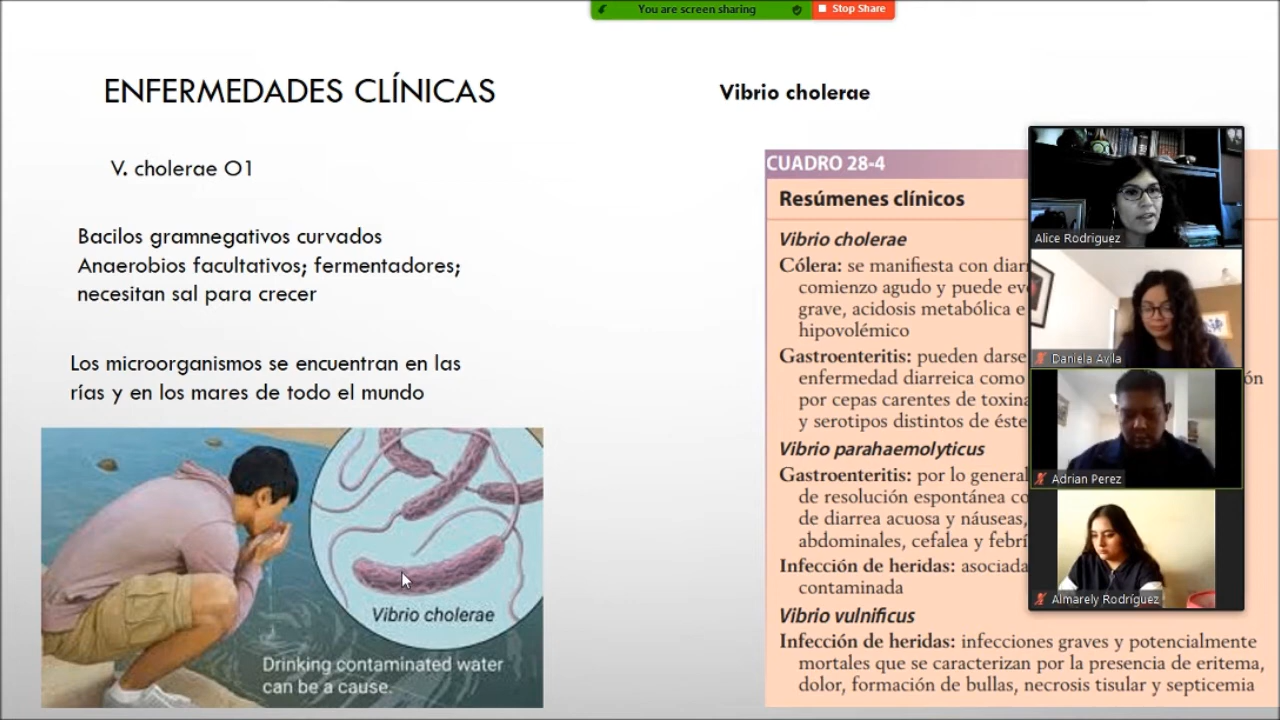 You are screen sharing
Stop Share
ENFERMEDADES CLÍNICAS
Vibrio cholerae
V. cholerae O1
Bacilos gramnegativos curvados
Anaerobios facultativos; fermentadores;
necesitan sal para crecer
Los microorganismos se encuentran en las
rías y en los mares de todo el mundo
Vibrio cholerae
Drinking contaminated water
can be a cause.
CUADRO 28-4
Resúmenes clínicos
Vibrio cholerae
Cólera: se manifiesta con
comienzo agudo y puede
grave, acidosis metabólica e
hipovolémico
Gastroenteritis: pueden darse
enfermedad diarreica como
por cepas carentes de
y serotipos distintos de
Vibrio parahaemolyticus
Gastroenteritis: por lo general
de resolución espontánea
de diarrea acuosa y náuseas,
abdominales, cefalea y
Infección de heridas: asociada
contaminada
Vibrio vulnificus
Infección de heridas: infecciones graves y potencialmente
mortales que se caracterizan por la presencia de eritema,
dolor, formación de bullas, necrosis tisular y septicemia
Alice Rodriguez
Daniela Avila
Adrian Perez
Almarely Rodríguez